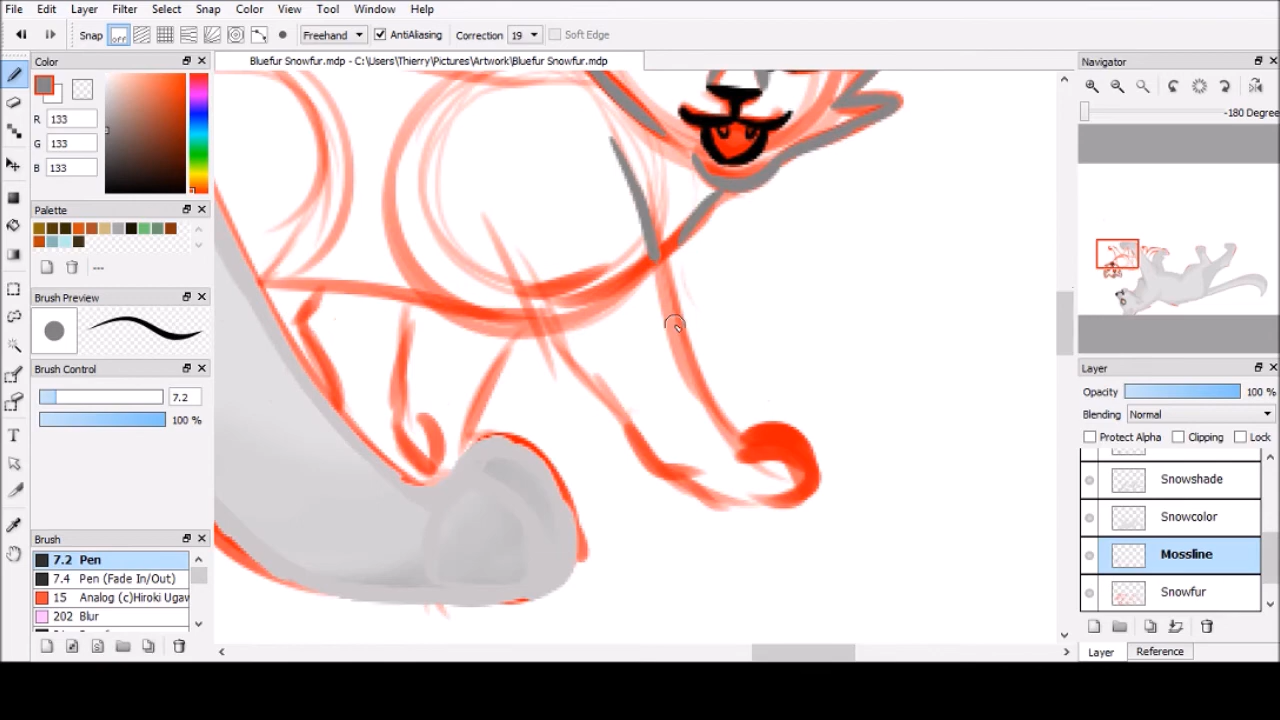 File Edit Layer Filter Select Snap Color View Tool Window Help
Snap off Freehand AntiAliasing Correction 19 Soft Edge
Color
Bluefur Snowfur.mdp - C:\Users\Thierry\Pictures\Artwork\Bluefur Snowfur.mdp
Navigator
R 133
G 133
B 133
-180 Degree
Palette
---
Brush Preview
Brush Control
7.2
100 %
Layer
Opacity 100 %
Blending Normal
Protect Alpha Clipping Lock
Snowshade
Snowcolor
Mossline
Snowfur
Brush
7.2 Pen
7.4 Pen (Fade In/Out)
15 Analog (c)Hiroki Ugaw
202 Blur
Layer Reference